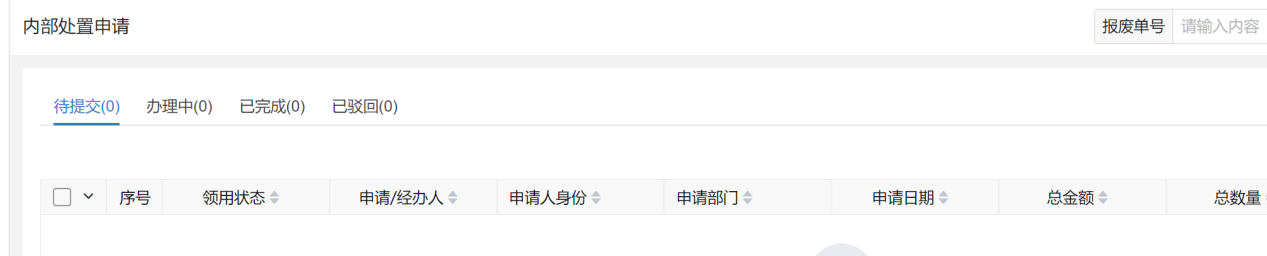 内部处置申请 报废单号 请输入内容
待提交(0) 办理中(0) 已完成(0) 已驳回(0)
序号 领用状态 申请/经办人 申请人身份 申请部门 申请日期 总金额 总数量